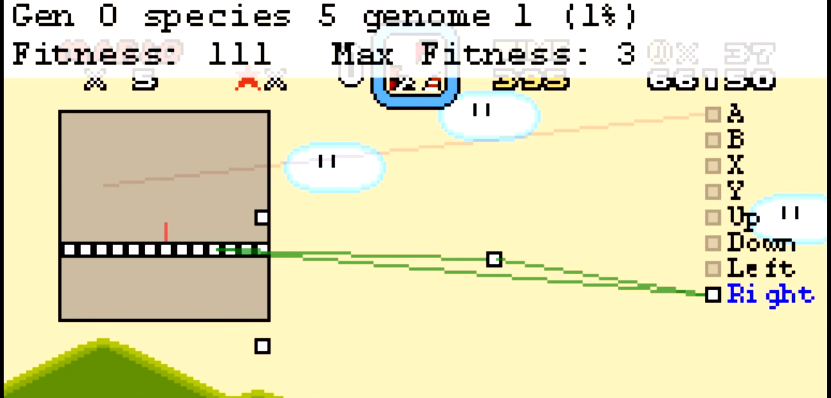 Gen 0 species 5 genome 1 (1%)
Fitness: 111 Max Fitness: 3
A
B
X
Y
Up
Down
Left
Right